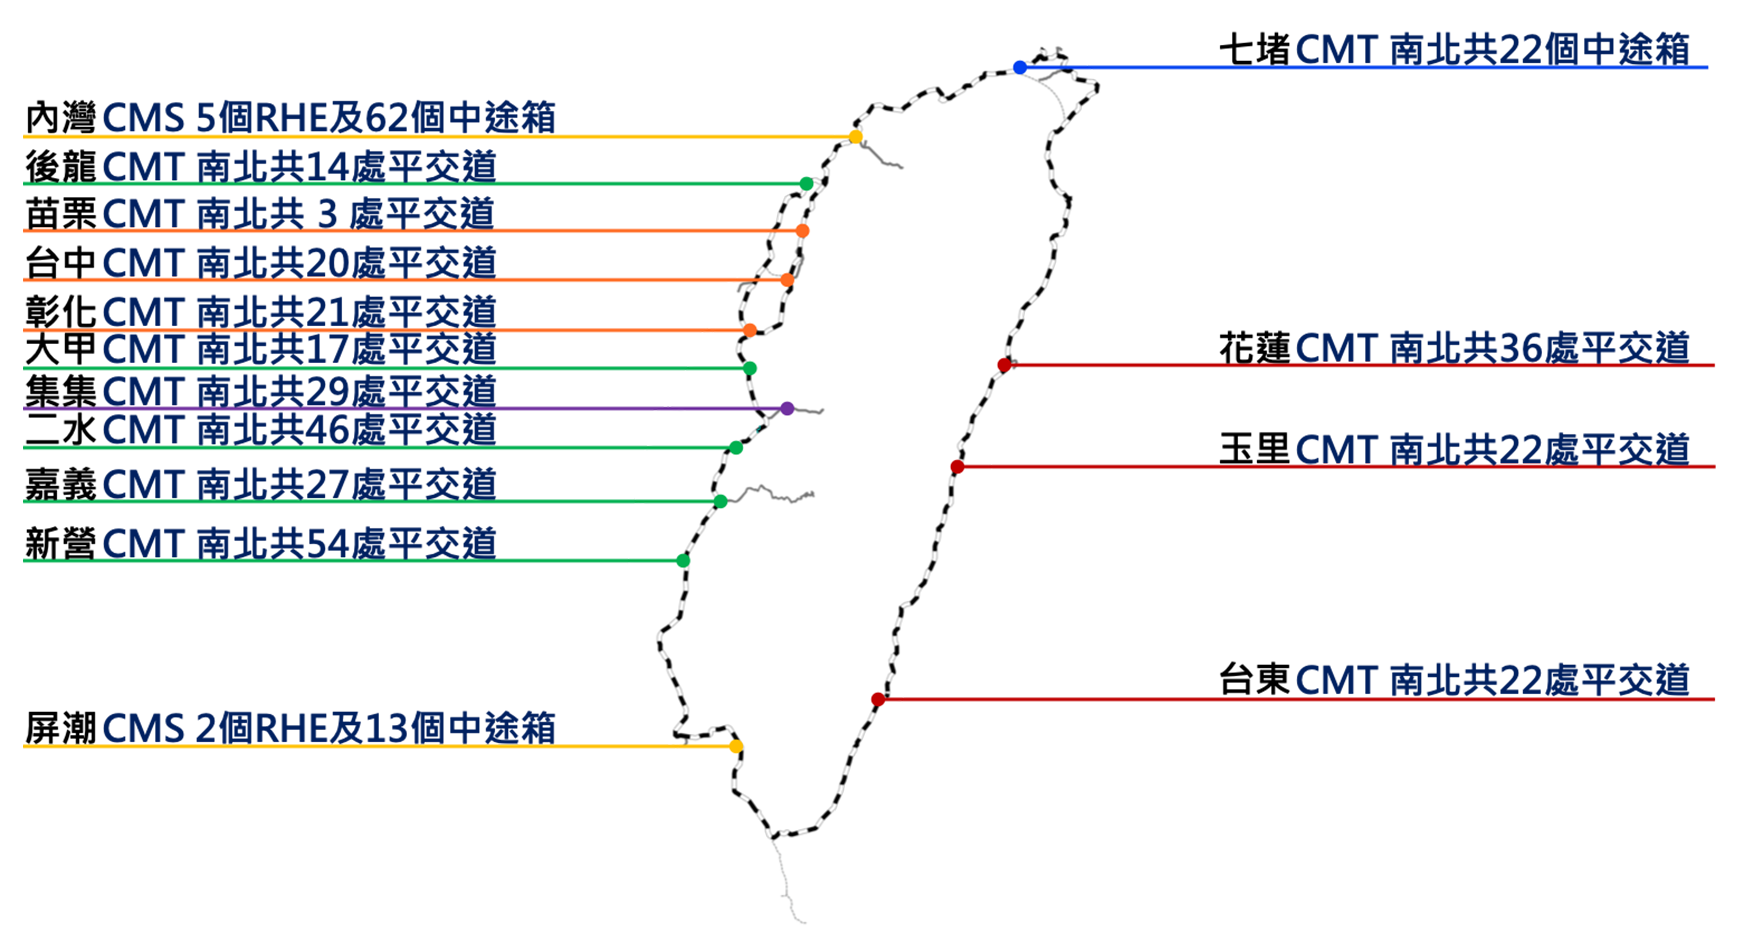 七堵CMT 南北共22個中途箱
內灣CMS 5個RHE及62個中途箱
後龍CMT 南北共14處平交道
苗栗CMT 南北共 3 處平交道
台中CMT 南北共20處平交道
彰化CMT 南北共21處平交道
大甲CMT 南北共17處平交道
集集CMT 南北共29處平交道
二水CMT 南北共46處平交道
嘉義CMT 南北共27處平交道
新營CMT 南北共54處平交道
屏潮CMS 2個RHE及13個中途箱
花蓮CMT 南北共36處平交道
玉里CMT 南北共22處平交道
台東CMT 南北共22處平交道